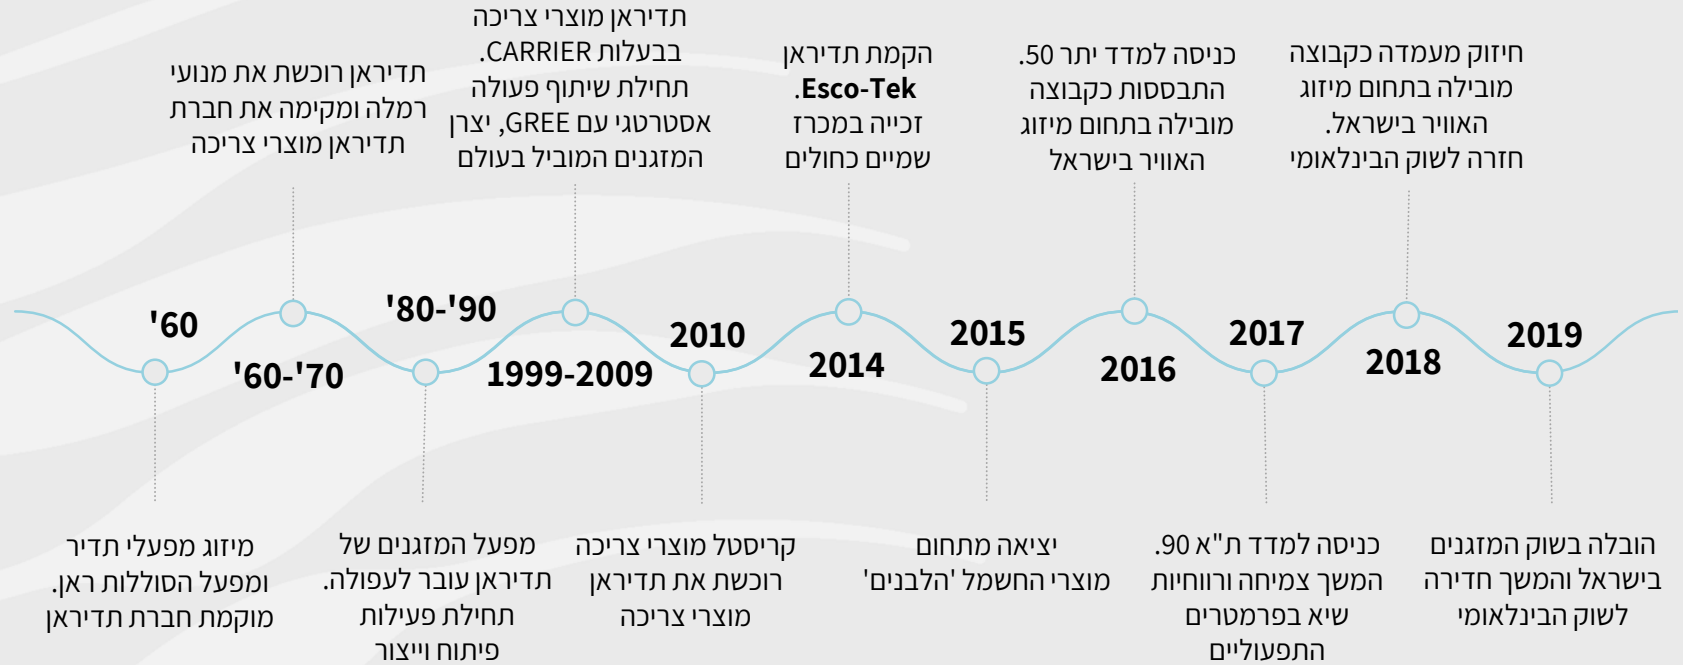 '60
מיזוג מפעלי תדיר
ומפעל הסוללות ראן.
מוקמת חברת תדיראן
תדיראן רוכשת את מנועי
רמלה ומקימה את חברת
תדיראן מוצרי צריכה
'60-'70
'80-'90
מפעל המזגנים של
תדיראן עובר לעפולה.
תחילת פעילות
פיתוח וייצור
תדיראן מוצרי צריכה
בבעלות CARRIER.
תחילת שיתוף פעולה
אסטרטגי עם GREE, יצרן
המזגנים המוביל בעולם
1999-2009
2010
קריסטל מוצרי צריכה
רוכשת את תדיראן
מוצרי צריכה
הקמת תדיראן
Esco-Tek.
זכייה במכרז
שמיים כחולים
2014
2015
יציאה מתחום
מוצרי החשמל 'הלבנים'
כניסה למדד יתר 50.
התבססות כקבוצה
מובילה בתחום מיזוג
האוויר בישראל
2016
2017
כניסה למדד ת"א 90.
המשך צמיחה ורווחיות
שיא בפרמטרים
התפעוליים
חיזוק מעמדה כקבוצה
מובילה בתחום מיזוג
האוויר בישראל.
חזרה לשוק הבינלאומי
2018
2019
הובלה בשוק המזגנים
בישראל והמשך חדירה
לשוק הבינלאומי